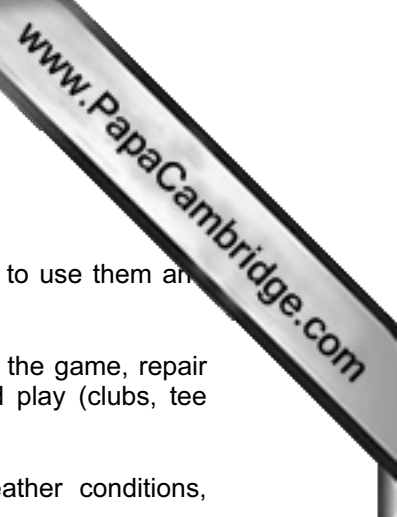 www.PapaCambridge.com
to use them an
the game, repair
play (clubs, tee
eather conditions,